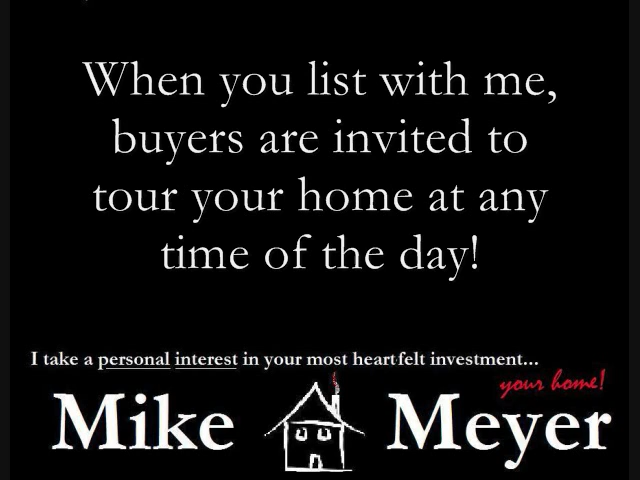 When you list with me,
buyers are invited to
tour your home at any
time of the day!
I take a personal interest in your most heartfelt investment...
your home!
Mike Meyer